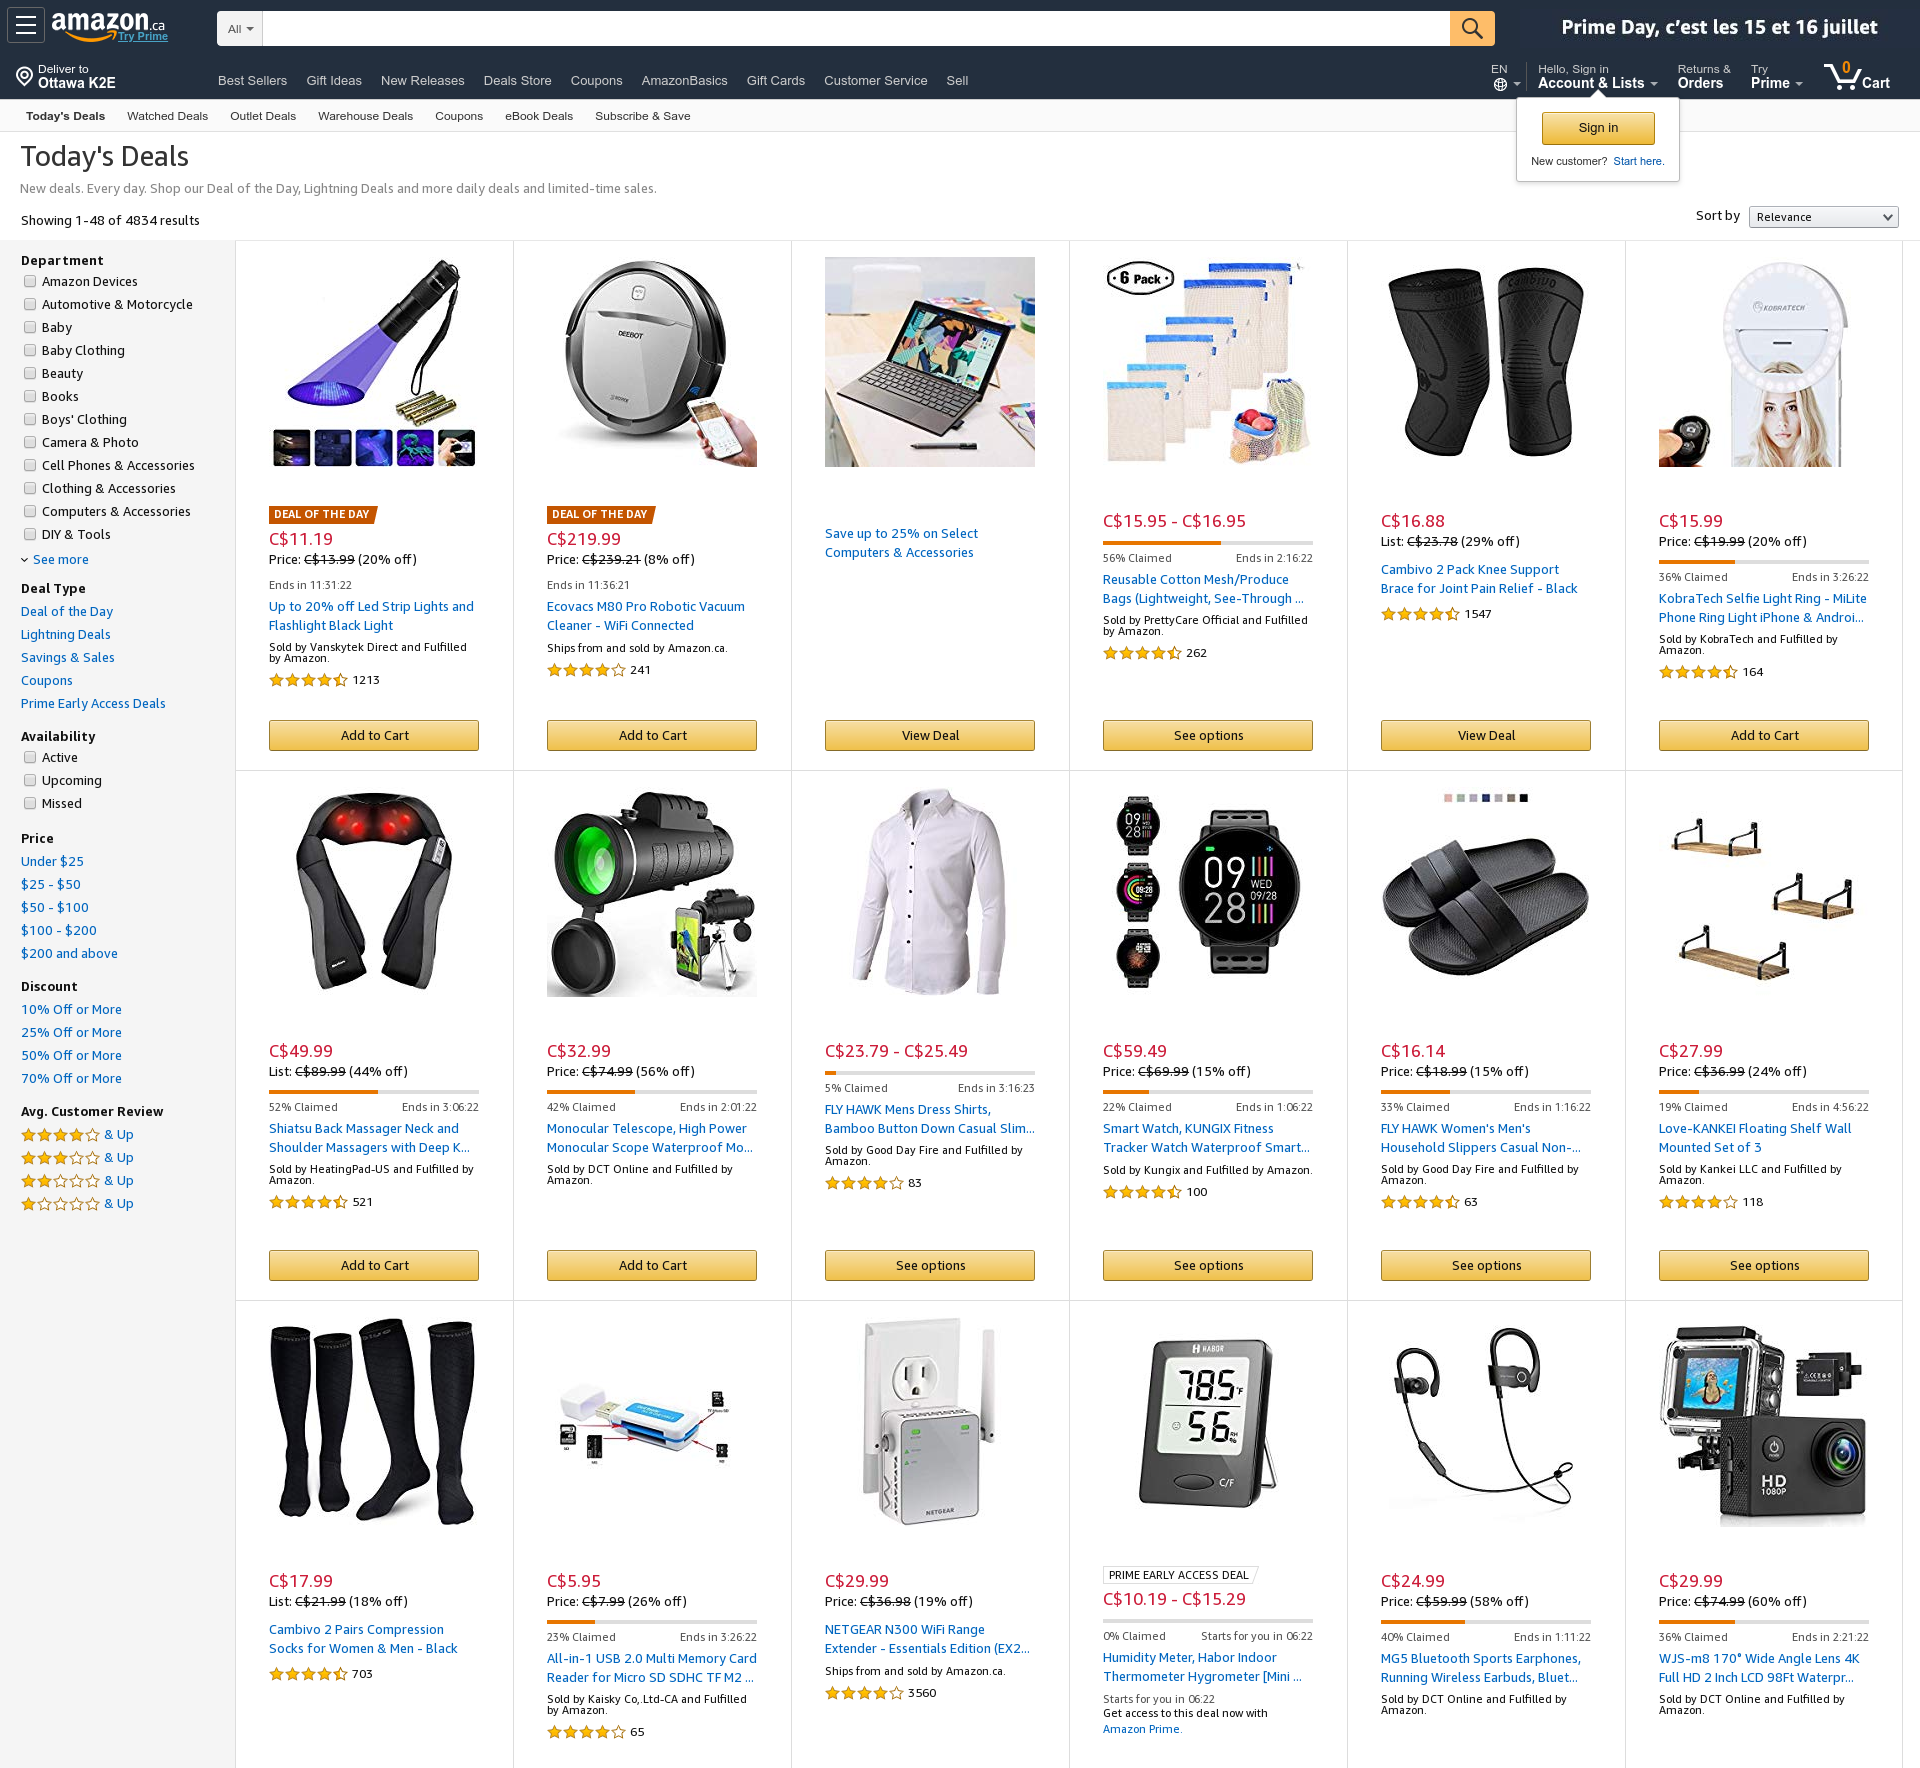 amazon.ca
Try Prime
All
Prime Day, c'est les 15 et 16 juillet
Deliver to
Ottawa K2E
Best Sellers Gift Ideas New Releases Deals Store Coupons AmazonBasics Gift Cards Customer Service Sell
EN
Hello, Sign in
Account & Lists
Returns &
Orders
Try
Prime
0
Cart
Today's Deals Watched Deals Outlet Deals Warehouse Deals Coupons eBook Deals Subscribe & Save
Sign in
New customer? Start here.
Today's Deals
New deals. Every day. Shop our Deal of the Day, Lightning Deals and more daily deals and limited-time sales.
Showing 1-48 of 4834 results
Sort by Relevance
Department
Amazon Devices
Automotive & Motorcycle
Baby
Baby Clothing
Beauty
Books
Boys' Clothing
Camera & Photo
Cell Phones & Accessories
Clothing & Accessories
Computers & Accessories
DIY & Tools
See more
Deal Type
Deal of the Day
Lightning Deals
Savings & Sales
Coupons
Prime Early Access Deals
Availability
Active
Upcoming
Missed
Price
Under $25
$25 - $50
$50 - $100
$100 - $200
$200 and above
Discount
10% Off or More
25% Off or More
50% Off or More
70% Off or More
Avg. Customer Review
& Up
& Up
& Up
& Up
DEAL OF THE DAY
C$11.19
Price: C$13.99 (20% off)
Ends in 11:31:22
Up to 20% off Led Strip Lights and
Flashlight Black Light
Sold by Vanskytek Direct and Fulfilled
by Amazon.
1213
Add to Cart
DEEBOT
DEAL OF THE DAY
C$219.99
Price: C$239.21 (8% off)
Ends in 11:36:21
Ecovacs M80 Pro Robotic Vacuum
Cleaner - WiFi Connected
Ships from and sold by Amazon.ca.
241
Add to Cart
Save up to 25% on Select
Computers & Accessories
View Deal
6 Pack
C$15.95 - C$16.95
56% Claimed Ends in 2:16:22
Reusable Cotton Mesh/Produce
Bags (Lightweight, See-Through ...
Sold by PrettyCare Official and Fulfilled
by Amazon.
262
See options
Cambivo
Cambivo
C$16.88
List: C$23.78 (29% off)
Cambivo 2 Pack Knee Support
Brace for Joint Pain Relief - Black
1547
View Deal
KOBRATECH
C$15.99
Price: C$19.99 (20% off)
36% Claimed Ends in 3:26:22
KobraTech Selfie Light Ring - MiLite
Phone Ring Light iPhone & Androi...
Sold by KobraTech and Fulfilled by
Amazon.
164
Add to Cart
C$49.99
List: C$89.99 (44% off)
52% Claimed Ends in 3:06:22
Shiatsu Back Massager Neck and
Shoulder Massagers with Deep K...
Sold by HeatingPad-US and Fulfilled by
Amazon.
521
Add to Cart
C$32.99
Price: C$74.99 (56% off)
42% Claimed Ends in 2:01:22
Monocular Telescope, High Power
Monocular Scope Waterproof Mo...
Sold by DCT Online and Fulfilled by
Amazon.
Add to Cart
C$23.79 - C$25.49
5% Claimed Ends in 3:16:23
FLY HAWK Mens Dress Shirts,
Bamboo Button Down Casual Slim...
Sold by Good Day Fire and Fulfilled by
Amazon.
83
See options
09
28
09:28
09
28
WED
09/28
C$59.49
Price: C$69.99 (15% off)
22% Claimed Ends in 1:06:22
Smart Watch, KUNGIX Fitness
Tracker Watch Waterproof Smart...
Sold by Kungix and Fulfilled by Amazon.
100
See options
C$16.14
Price: C$18.99 (15% off)
33% Claimed Ends in 1:16:22
FLY HAWK Women's Men's
Household Slippers Casual Non-...
Sold by Good Day Fire and Fulfilled by
Amazon.
63
See options
C$27.99
Price: C$36.99 (24% off)
19% Claimed Ends in 4:56:22
Love-KANKEI Floating Shelf Wall
Mounted Set of 3
Sold by Kankei LLC and Fulfilled by
Amazon.
118
See options
C$17.99
List: C$21.99 (18% off)
Cambivo 2 Pairs Compression
Socks for Women & Men - Black
703
C$5.95
Price: C$7.99 (26% off)
23% Claimed Ends in 3:26:22
All-in-1 USB 2.0 Multi Memory Card
Reader for Micro SD SDHC TF M2 ...
Sold by Kaisky Co,.Ltd-CA and Fulfilled
by Amazon.
65
NETGEAR
C$29.99
Price: C$36.98 (19% off)
NETGEAR N300 WiFi Range
Extender - Essentials Edition (EX2...
Ships from and sold by Amazon.ca.
3560
HABOR
78.5 °F
56 RH %
C/F
PRIME EARLY ACCESS DEAL
C$10.19 - C$15.29
0% Claimed Starts for you in 06:22
Humidity Meter, Habor Indoor
Thermometer Hygrometer [Mini ...
Starts for you in 06:22
Get access to this deal now with
Amazon Prime.
C$24.99
Price: C$59.99 (58% off)
40% Claimed Ends in 1:11:22
MG5 Bluetooth Sports Earphones,
Running Wireless Earbuds, Bluet...
Sold by DCT Online and Fulfilled by
Amazon.
HD
1080P
C$29.99
Price: C$74.99 (60% off)
36% Claimed Ends in 2:21:22
WJS-m8 170° Wide Angle Lens 4K
Full HD 2 Inch LCD 98Ft Waterpr...
Sold by DCT Online and Fulfilled by
Amazon.